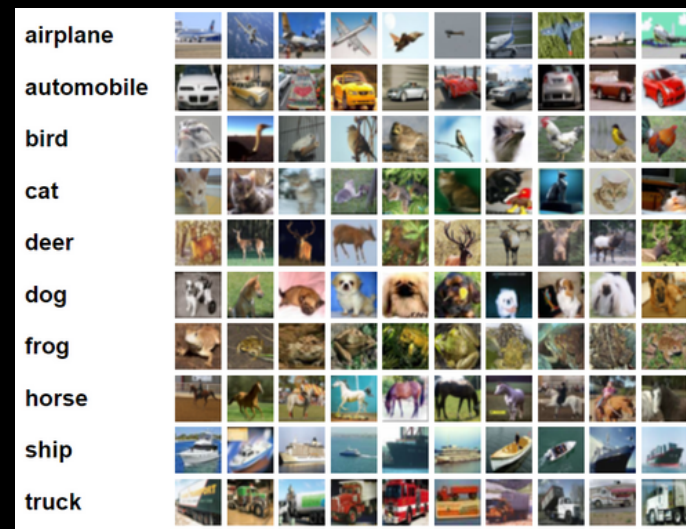 airplane
automobile
bird
cat
deer
dog
frog
horse
ship
truck